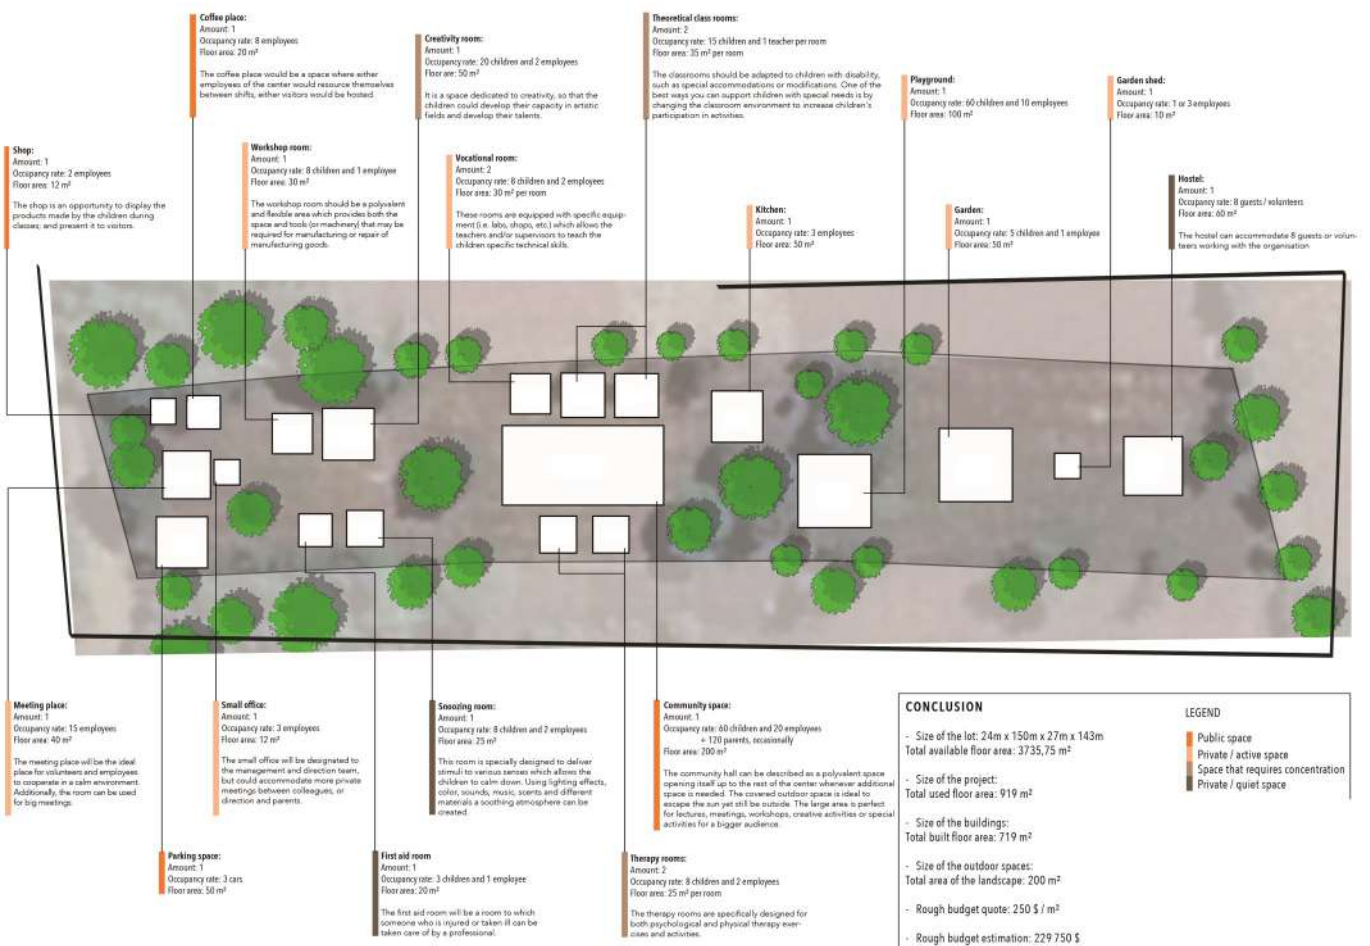 Coffee place:
Amount: 1
Occupancy rate: 8 employees
Floor area: 20 m²
The coffee place would be a space where either
employees of the center would resource themselves
between shifts, either visitors would be hosted.
Creativity room:
Amount: 1
Occupancy rate: 20 children and 2 employees
Floor are: 50 m²
It is a space dedicated to creativity, so that the
children could develop their capacity in artistic
fields and develop their talents.
Theoretical class rooms:
Amount: 2
Occupancy rate: 15 children and 1 teacher per room
Floor area: 35 m² per room
The classrooms should be adapted to children with disability,
such as special accommodations or modifications. One of the
best ways you can support children with special needs is by
changing the classroom environment to increase children's
participation in activities.
Playground:
Amount: 1
Occupancy rate: 60 children and 10 employees
Floor area: 100 m²
Garden shed:
Amount: 1
Occupancy rate: 1 or 3 employees
Floor area: 10 m²
Shop:
Amount: 1
Occupancy rate: 2 employees
Floor area: 12 m²
The shop is an opportunity to display the
products made by the children during
classes; and present it to visitors.
Workshop room:
Amount: 1
Occupancy rate: 8 children and 1 employee
Floor area: 30 m²
The workshop room should be a polyvalent
and flexible area which provides both the
space and tools (or machinery) that may be
required for manufacturing or repair of
manufacturing goods.
Vocational room:
Amount: 2
Occupancy rate: 8 children and 2 employees
Floor area: 30 m² per room
These rooms are equipped with specific equip-
ment (i.e. labs, shops, etc.) which allows the
teachers and/or supervisors to teach the
children specific technical skills.
Kitchen:
Amount: 1
Occupancy rate: 3 employees
Floor area: 50 m²
Garden:
Amount: 1
Occupancy rate: 5 children and 1 employee
Floor area: 50 m²
Hostel:
Amount: 1
Occupancy rate: 8 guests / volunteers
Floor area: 60 m²
The hostel can accommodate 8 guests or volun-
teers working with the organisation
Meeting place:
Amount: 1
Occupancy rate: 15 employees
Floor area: 40 m²
The meeting place will be the ideal
place for volunteers and employees
to cooperate in a calm environment.
Additionally, the room can be used
for big meetings.
Small office:
Amount: 1
Occupancy rate: 3 employees
Floor area: 12 m²
The small office will be designated to
the management and direction team,
but could accommodate more private
meetings between colleagues, or
direction and parents.
Snoozing room:
Amount: 1
Occupancy rate: 8 children and 2 employees
Floor area: 25 m²
This room is specially designed to deliver
stimuli to various senses which allows the
children to calm down. Using lighting effects,
color, sounds, music, scents and different
materials a soothing atmosphere can be
created.
Community space:
Amount: 1
Occupancy rate: 60 children and 20 employees
+ 120 parents, occasionally
Floor area: 200 m²
The community hall can be described as a polyvalent space
opening itself up to the rest of the center whenever additional
space is needed. The covered outdoor space is ideal to
escape the sun yet still be outside. The large area is perfect
for lectures, meetings, workshops, creative activities or special
activities for a bigger audience.
Parking space:
Amount: 1
Occupancy rate: 3 cars
Floor area: 50 m²
First aid room
Amount: 1
Occupancy rate: 3 children and 1 employee
Floor area: 20 m²
The first aid room will be a room to which
someone who is injured or taken ill can be
taken care of by a professional.
Therapy rooms:
Amount: 2
Occupancy rate: 8 children and 2 employees
Floor area: 25 m² per room
The therapy rooms are specifically designed for
both psychological and physical therapy exer-
cises and activities.
CONCLUSION
- Size of the lot: 24m x 150m x 27m x 143m
Total available floor area: 3735,75 m²
- Size of the project:
Total used floor area: 919 m²
- Size of the buildings:
Total built floor area: 719 m²
- Size of the outdoor spaces:
Total area of the landscape: 200 m²
- Rough budget quote: 250 $ / m²
- Rough budget estimation: 229 750 $
LEGEND
Public space
Private / active space
Space that requires concentration
Private / quiet space